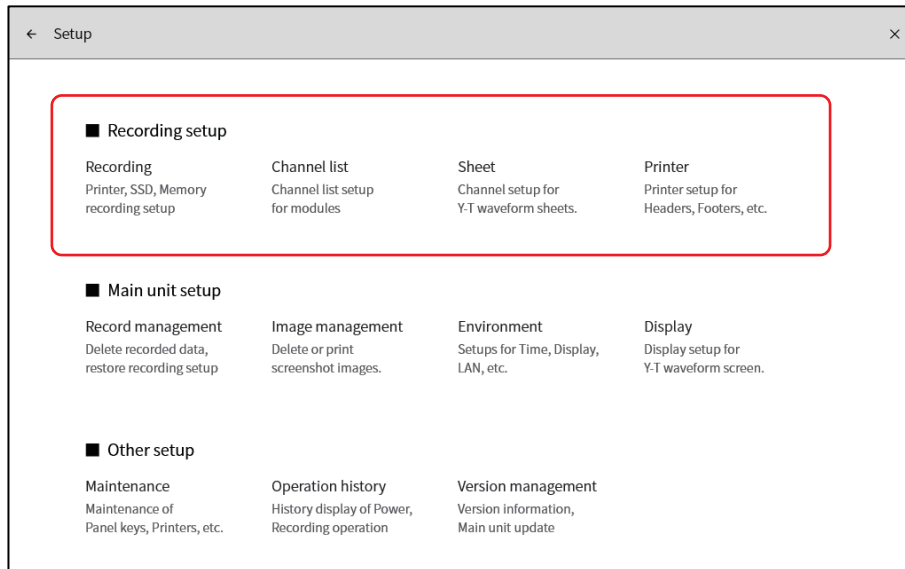 ← Setup ×
■ Recording setup
Recording
Printer, SSD, Memory
recording setup
Channel list
Channel list setup
for modules
Sheet
Channel setup for
Y-T waveform sheets.
Printer
Printer setup for
Headers, Footers, etc.
■ Main unit setup
Record management
Delete recorded data,
restore recording setup
Image management
Delete or print
screenshot images.
Environment
Setups for Time, Display,
LAN, etc.
Display
Display setup for
Y-T waveform screen.
■ Other setup
Maintenance
Maintenance of
Panel keys, Printers, etc.
Operation history
History display of Power,
Recording operation
Version management
Version information,
Main unit update